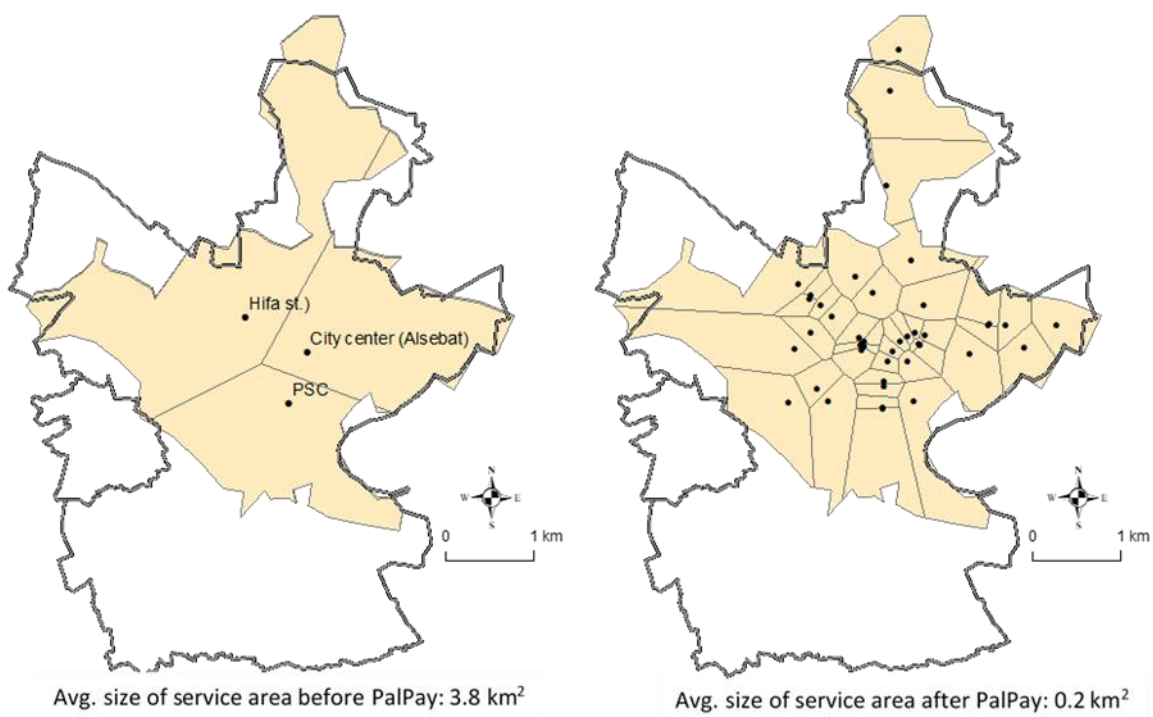 Hifa st.)
City center (Alsebat)
PSC
N
W E
S
0 1 km
Avg. size of service area before PalPay: 3.8 km²
N
W E
S
0 1 km
Avg. size of service area after PalPay: 0.2 km²